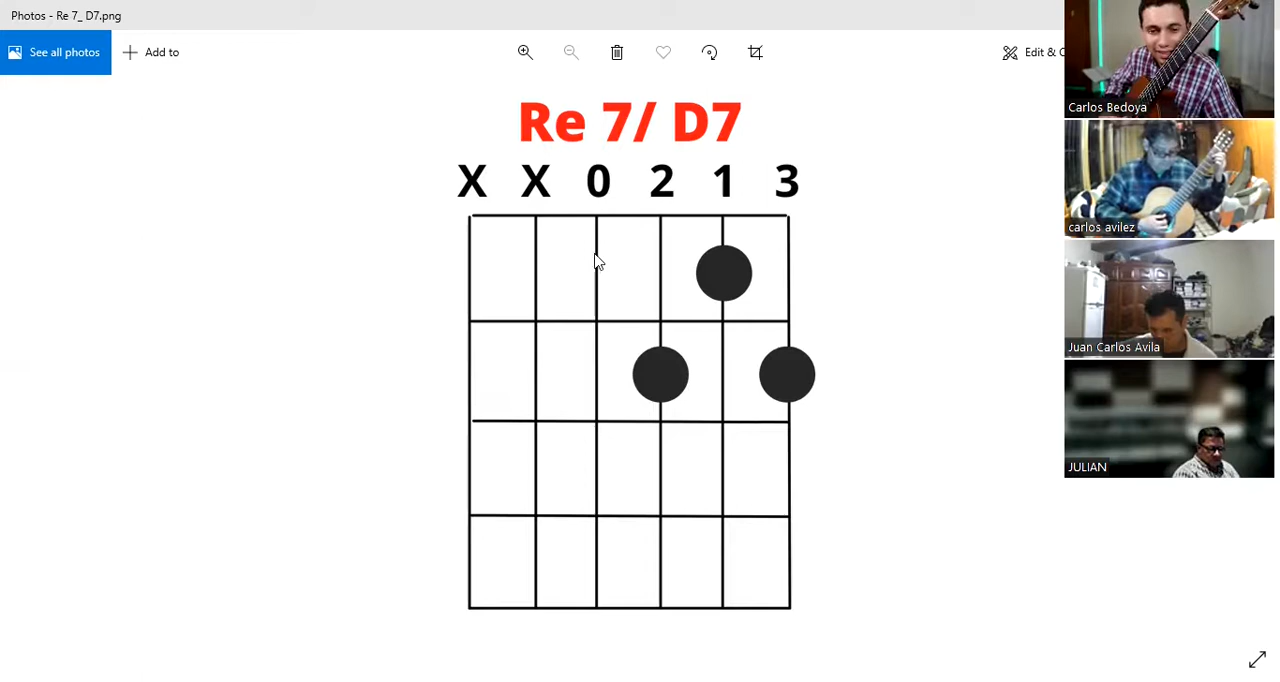 Photos - Re 7_ D7.png
See all photos
Add to
Edit & C
Re 7/ D7
X X 0 2 1 3
Carlos Bedoya
carlos avilez
Juan Carlos Avila
JULIAN